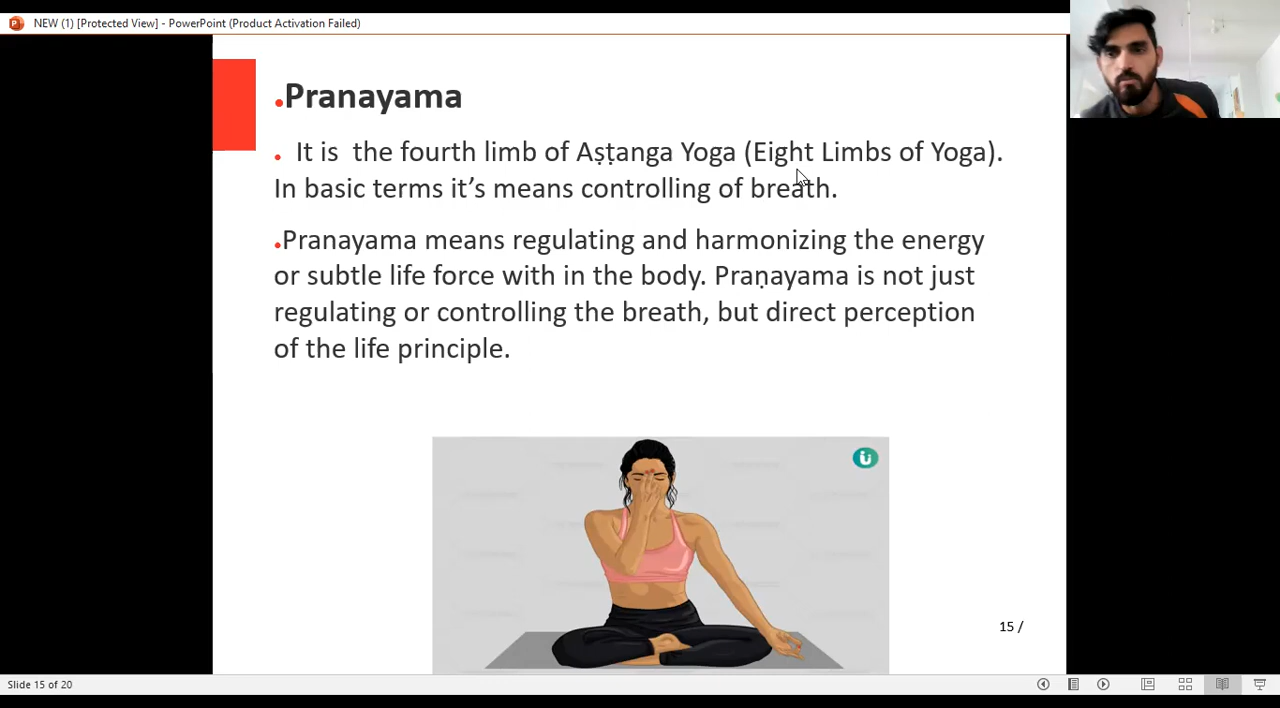 NEW (1) [Protected View] - PowerPoint (Product Activation Failed)
.Pranayama
• It is the fourth limb of Aṣṭanga Yoga (Eight Limbs of Yoga).
In basic terms it’s means controlling of breath.
.Pranayama means regulating and harmonizing the energy
or subtle life force with in the body. Praṇayama is not just
regulating or controlling the breath, but direct perception
of the life principle.
15 /
Slide 15 of 20